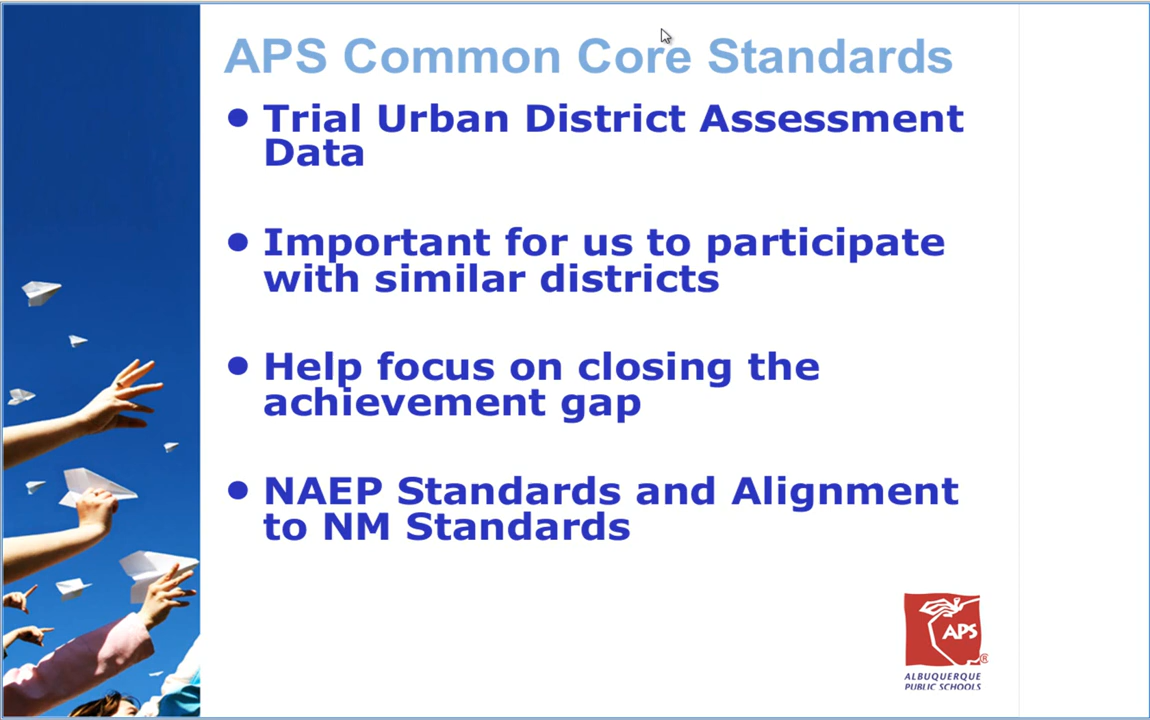 APS Common Core Standards
• Trial Urban District Assessment
Data
• Important for us to participate
with similar districts
• Help focus on closing the
achievement gap
• NAEP Standards and Alignment
to NM Standards
APS
®
ALBUQUERQUE
PUBLIC SCHOOLS